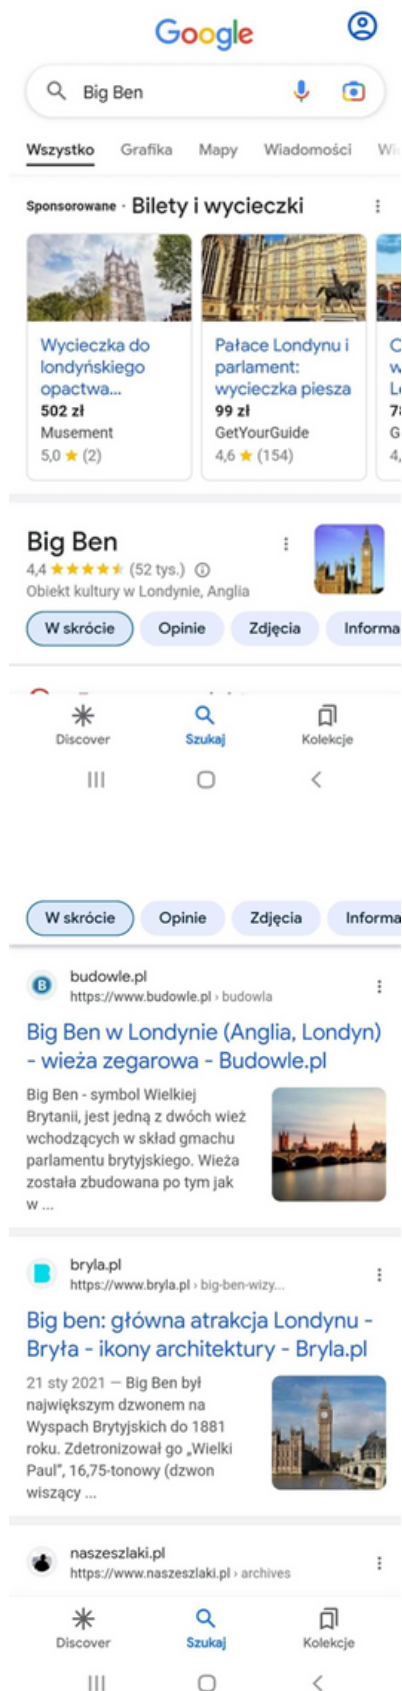 Google
Big Ben
Wszystko Grafika Mapy Wiadomości
Sponsorowane · Bilety i wycieczki
Wycieczka do
londyńskiego
opactwa...
502 zł
Musement
5,0 ★ (2)
Pałace Londynu i
parlament:
wycieczka piesza
99 zł
GetYourGuide
4,6 ★ (154)
Big Ben
4,4 ★★★★★ (52 tys.)
Obiekt kultury w Londynie, Anglia
W skrócie Opinie Zdjęcia Informa
Discover Szukaj Kolekcje
W skrócie Opinie Zdjęcia Informa
budowle.pl
https://www.budowle.pl › budowla
Big Ben w Londynie (Anglia, Londyn)
- wieża zegarowa - Budowle.pl
Big Ben - symbol Wielkiej
Brytanii, jest jedną z dwóch wież
wchodzących w skład gmachu
parlamentu brytyjskiego. Wieża
została zbudowana po tym jak
w ...
bryla.pl
https://www.bryla.pl › big-ben-wizy...
Big ben: główna atrakcja Londynu -
Bryła - ikony architektury - Bryla.pl
21 sty 2021 — Big Ben był
największym dzwonem na
Wyspach Brytyjskich do 1881
roku. Zdetronizował go „Wielki
Paul”, 16,75-tonowy (dzwon
wiszący ...
naszeszlaki.pl
https://www.naszeszlaki.pl › archives
Discover Szukaj Kolekcje